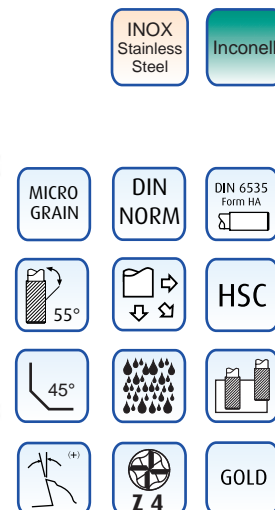 INOX
Stainless
Steel
Inconell
MICRO
GRAIN
DIN
NORM
DIN 6535
Form HA
55°
HSC
45°
(+)
Z 4
GOLD